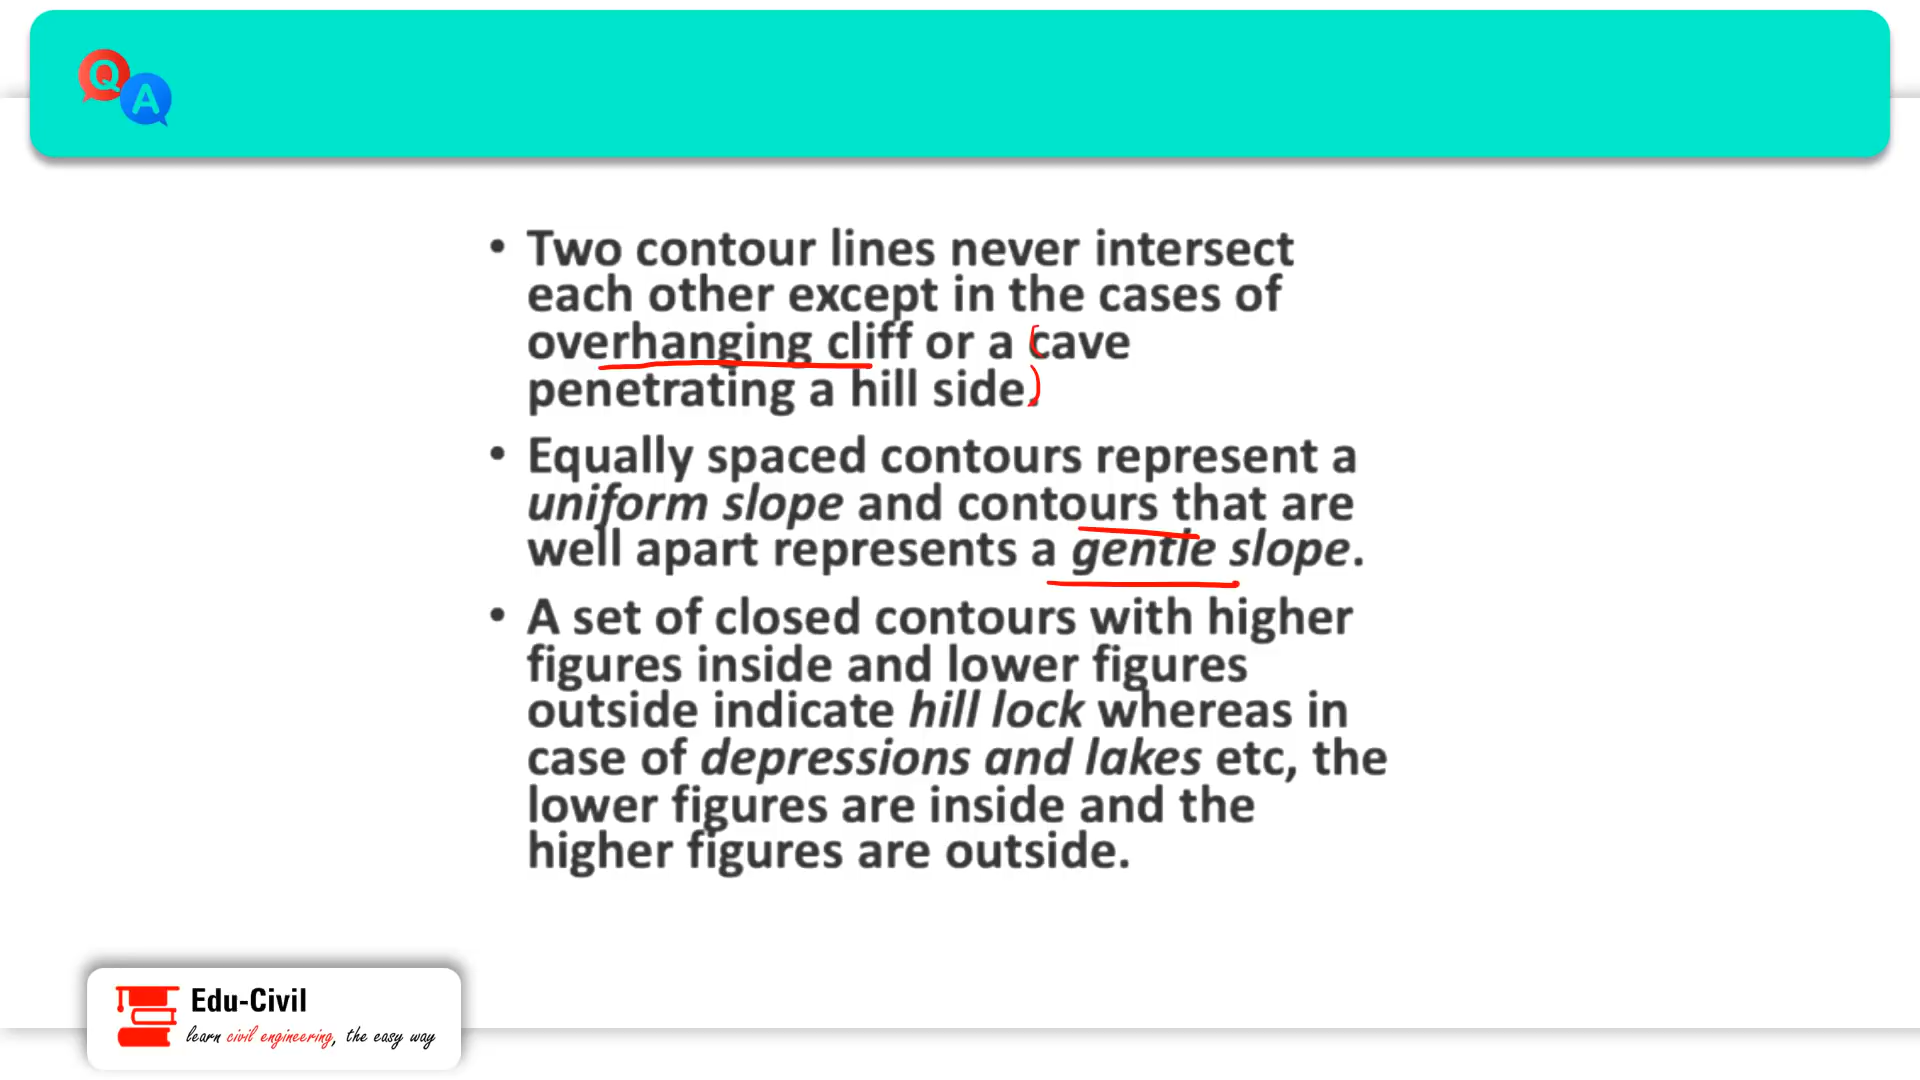 Q
A
• Two contour lines never intersect
each other except in the cases of
overhanging cliff or a cave
penetrating a hill side.
• Equally spaced contours represent a
uniform slope and contours that are
well apart represents a gentle slope.
• A set of closed contours with higher
figures inside and lower figures
outside indicate hill lock whereas in
case of depressions and lakes etc, the
lower figures are inside and the
higher figures are outside.
Edu-Civil
learn civil engineering, the easy way